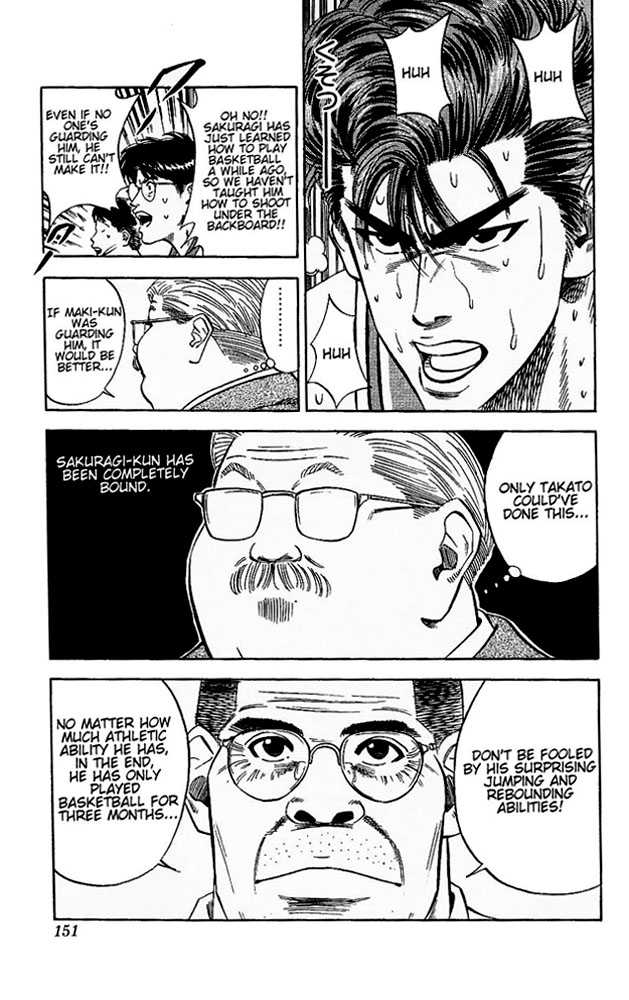 HUH
HUH
くそっ
HUH
OH NO!!
SAKURAGI HAS
JUST LEARNED
HOW TO PLAY
BASKETBALL
A WHILE AGO,
SO WE HAVEN'T
TAUGHT HIM
HOW TO SHOOT
UNDER THE
BACKBOARD!!
EVEN IF NO
ONE'S
GUARDING
HIM, HE
STILL CAN'T
MAKE IT!!
.........
IF MAKI-KUN
WAS
GUARDING
HIM, IT
WOULD BE
BETTER...
ONLY TAKATO
COULD'VE
DONE THIS...
SAKURAGI-KUN HAS
BEEN COMPLETELY
BOUND.
DON'T BE FOOLED
BY HIS SURPRISING
JUMPING AND
REBOUNDING
ABILITIES!
NO MATTER HOW
MUCH ATHLETIC
ABILITY HE HAS,
IN THE END,
HE HAS ONLY
PLAYED
BASKETBALL FOR
THREE MONTHS...
151